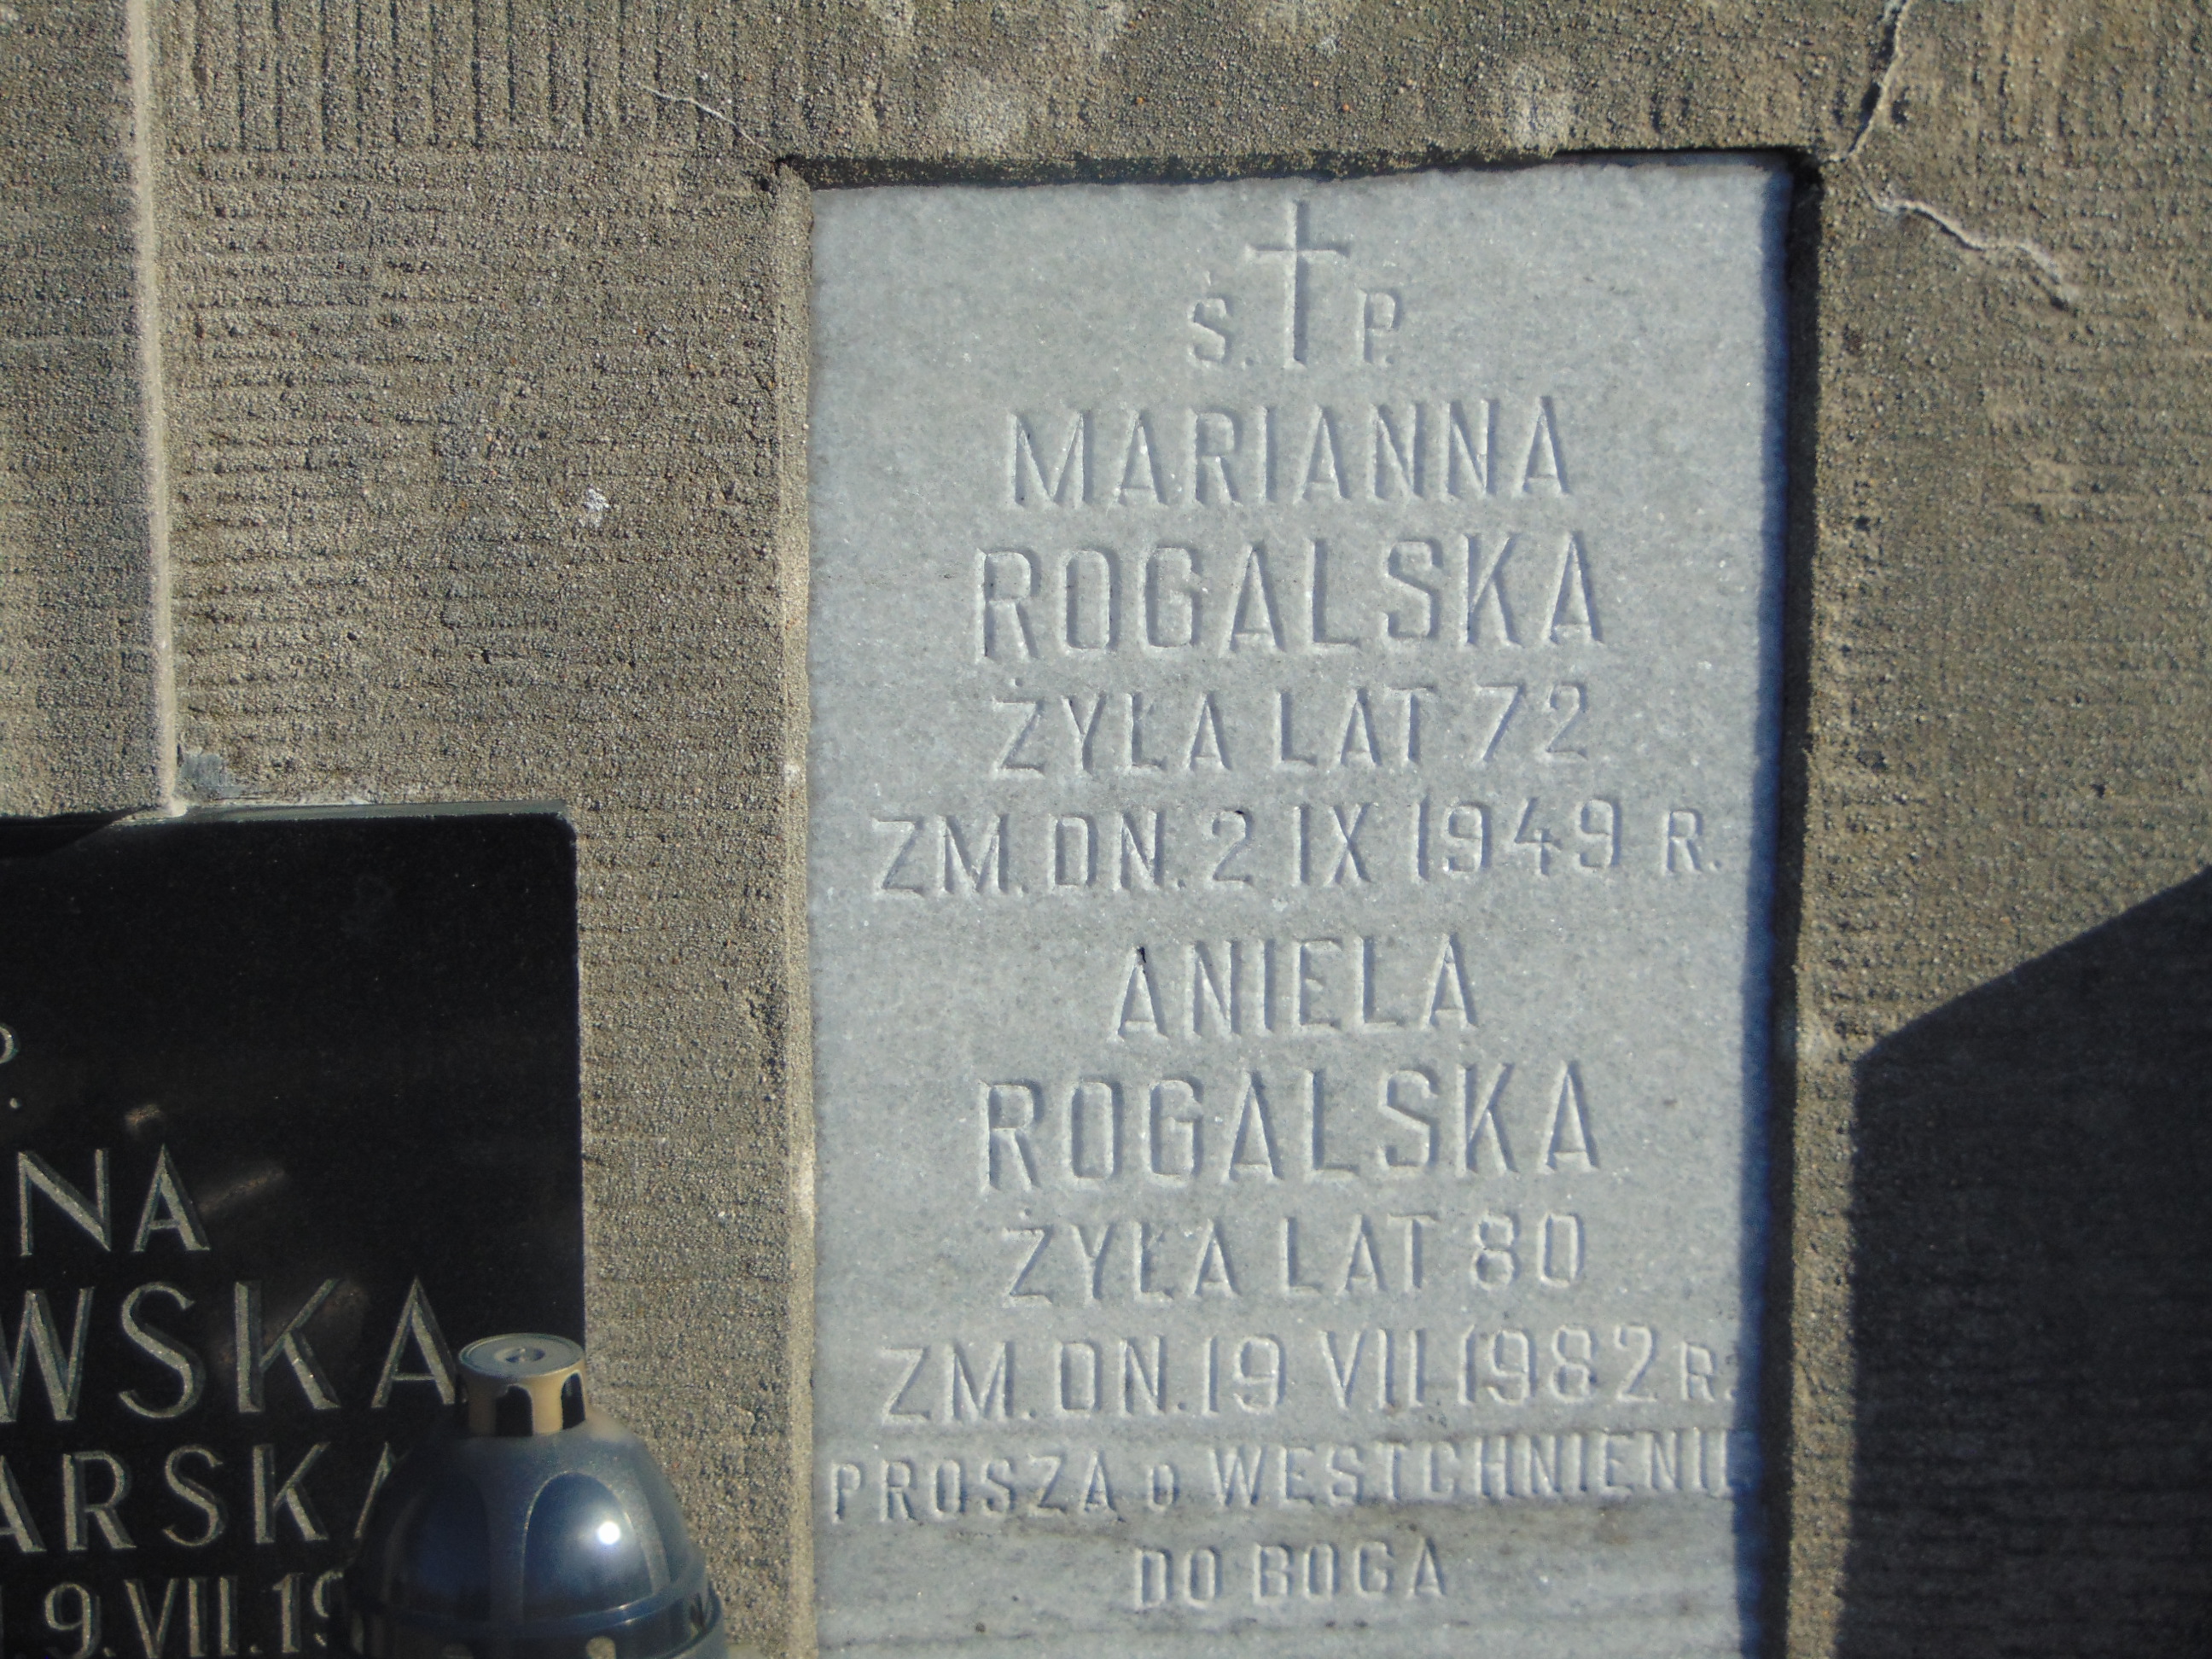 Ś. P.
MARIANNA
ROGALSKA
ŻYŁA LAT 72
ZM. DN. 2 IX 1949 R.
ANIELA
ROGALSKA
ŻYŁA LAT 80
ZM. DN. 19 VII 1982 R.
PROSZĄ O WESTCHNIENIE
DO BOGA
P.
NA
WSKA
ARSKA
9.VII.19